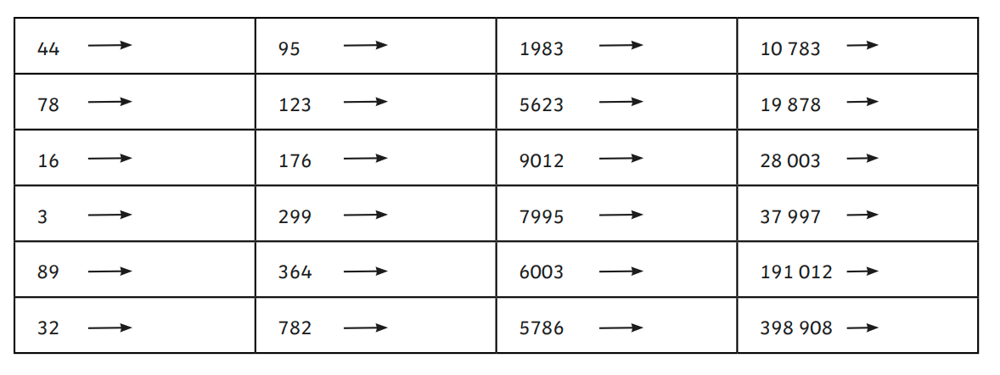 44 → 95 → 1983 → 10 783 →
78 → 123 → 5623 → 19 878 →
16 → 176 → 9012 → 28 003 →
3 → 299 → 7995 → 37 997 →
89 → 364 → 6003 → 191 012 →
32 → 782 → 5786 → 398 908 →